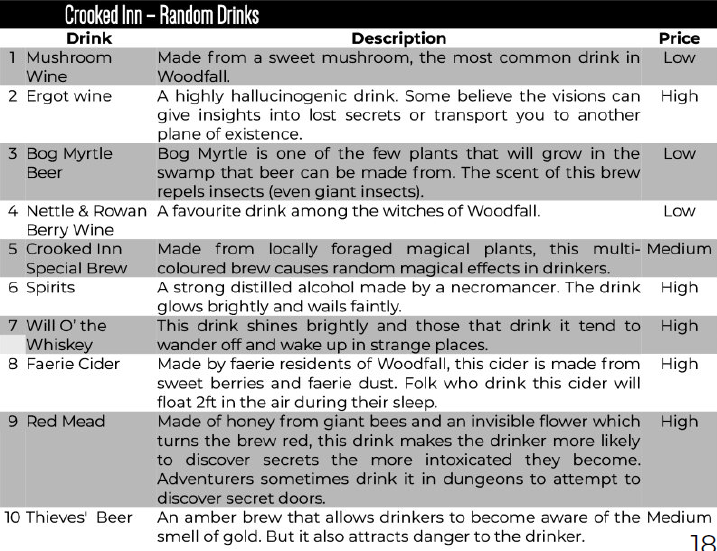 Crooked Inn – Random Drinks
Drink Description Price
1 Mushroom Made from a sweet mushroom, the most common drink in Low
Wine Woodfall.
2 Ergot wine A highly hallucinogenic drink. Some believe the visions can High
give insights into lost secrets or transport you to another
plane of existence.
3 Bog Myrtle Bog Myrtle is one of the few plants that will grow in the Low
Beer swamp that beer can be made from. The scent of this brew
repels insects (even giant insects).
4 Nettle & Rowan A favourite drink among the witches of Woodfall. Low
Berry Wine
5 Crooked Inn Made from locally foraged magical plants, this multi- Medium
Special Brew coloured brew causes random magical effects in drinkers.
6 Spirits A strong distilled alcohol made by a necromancer. The drink High
glows brightly and wails faintly.
7 Will O' the This drink shines brightly and those that drink it tend to High
Whiskey wander off and wake up in strange places.
8 Faerie Cider Made by faerie residents of Woodfall, this cider is made from High
sweet berries and faerie dust. Folk who drink this cider will
float 2ft in the air during their sleep.
9 Red Mead Made of honey from giant bees and an invisible flower which High
turns the brew red, this drink makes the drinker more likely
to discover secrets the more intoxicated they become.
Adventurers sometimes drink it in dungeons to attempt to
discover secret doors.
10 Thieves' Beer An amber brew that allows drinkers to become aware of the Medium
smell of gold. But it also attracts danger to the drinker.
18